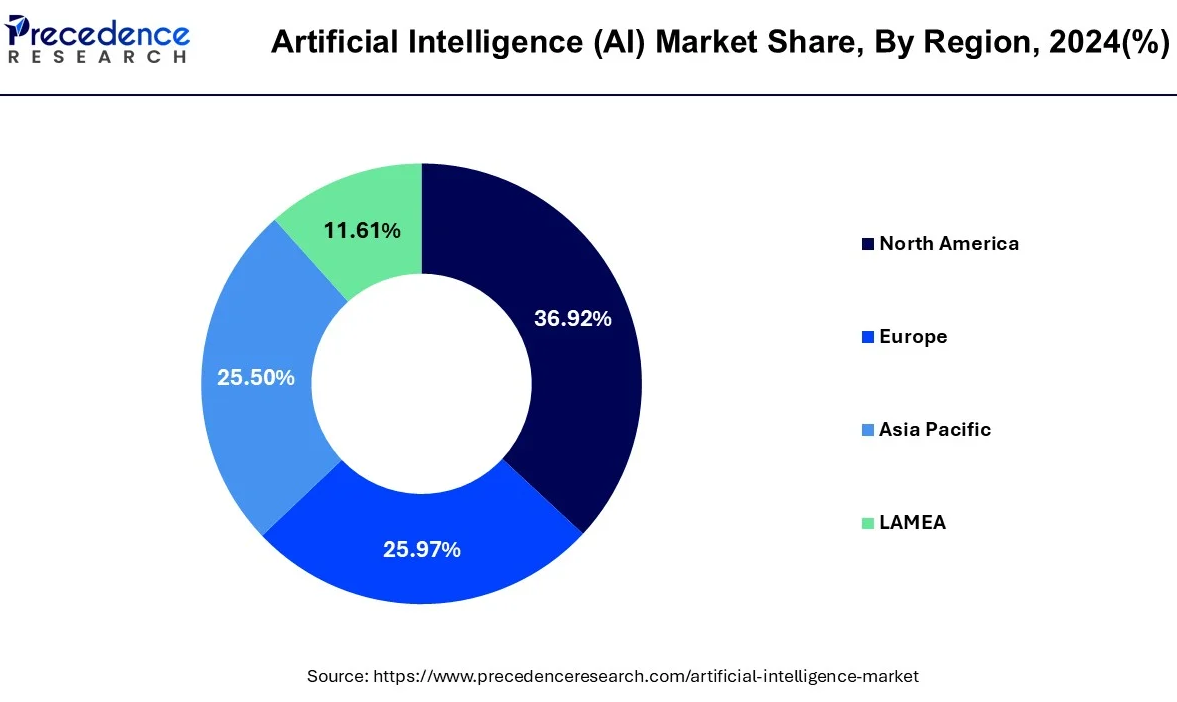 Precedence
RESEARCH
Artificial Intelligence (AI) Market Share, By Region, 2024(%)
11.61%
36.92%
25.50%
25.97%
North America
Europe
Asia Pacific
LAMEA
Source: https://www.precedenceresearch.com/artificial-intelligence-market